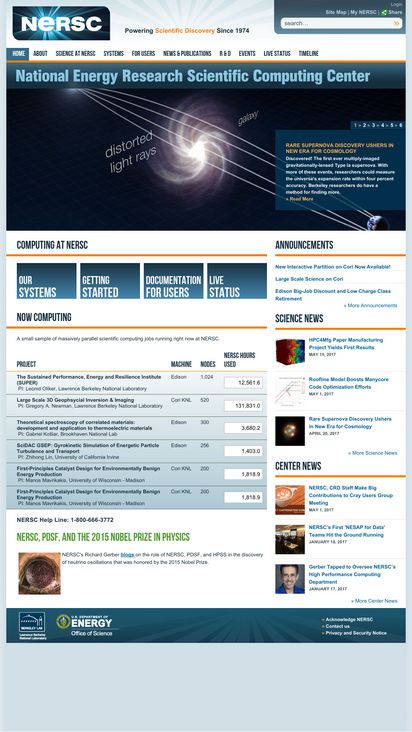 Login
Site Map | My NERSC | Share
NERSC
Powering Scientific Discovery Since 1974
search...
HOME ABOUT SCIENCE AT NERSC SYSTEMS FOR USERS NEWS & PUBLICATIONS R & D EVENTS LIVE STATUS TIMELINE
National Energy Research Scientific Computing Center
galaxy
distorted
light rays
1 » 2 » 3 » 4 » 5 » 6
RARE SUPERNOVA DISCOVERY USHERS IN
NEW ERA FOR COSMOLOGY
Discovered! The first ever multiply-imaged
gravitationally-lensed Type Ia supernova. With
more of these events, researchers could measure
the universe's expansion rate within four percent
accuracy. Berkeley researchers do have a
method for finding more.
» Read More
COMPUTING AT NERSC
OUR
SYSTEMS
GETTING
STARTED
DOCUMENTATION
FOR USERS
LIVE
STATUS
NOW COMPUTING
A small sample of massively parallel scientific computing jobs running right now at NERSC.
PROJECT MACHINE NODES NERSC HOURS
USED
The Sustained Performance, Energy and Resilience Institute Edison 1,024
(SUPER) 12,561.6
PI: Leonid Oliker, Lawrence Berkeley National Laboratory
Large Scale 3D Geophsycial Inversion & Imaging Cori KNL 520
PI: Gregory A. Newman, Lawrence Berkeley National Laboratory 131,831.0
Theoretical spectroscopy of correlated materials: Edison 300
development and application to thermoelectric materials 3,680.2
PI: Gabriel Kotliar, Brookhaven National Lab
SciDAC GSEP: Gyrokinetic Simulation of Energetic Particle Edison 256
Turbulence and Transport 1,403.0
PI: Zhihong Lin, University of California Irvine
First-Principles Catalyst Design for Environmentally Benign Cori KNL 200
Energy Production 1,818.9
PI: Manos Mavrikakis, University of Wisconsin - Madison
First-Principles Catalyst Design for Environmentally Benign Cori KNL 200
Energy Production 1,818.9
PI: Manos Mavrikakis, University of Wisconsin - Madison
NERSC Help Line: 1-800-666-3772
NERSC, PDSF, AND THE 2015 NOBEL PRIZE IN PHYSICS
NERSC's Richard Gerber blogs on the role of NERSC, PDSF, and HPSS in the discovery
of neutrino oscillations that was honored by the 2015 Nobel Prize.
ANNOUNCEMENTS
New Interactive Partition on Cori Now Available!
Large Scale Science on Cori
Edison Big-Job Discount and Low Charge Class
Retirement
» More Announcements
SCIENCE NEWS
HPC4Mfg Paper Manufacturing
Project Yields First Results
MAY 15, 2017
Roofline Model Boosts Manycore
Code Optimization Efforts
MAY 1, 2017
Rare Supernova Discovery Ushers
in New Era for Cosmology
APRIL 20, 2017
» More Science News
CENTER NEWS
NERSC, CRD Staff Make Big
Contributions to Cray Users Group
Meeting
MAY 1, 2017
NERSC's First 'NESAP for Data'
Teams Hit the Ground Running
JANUARY 18, 2017
Gerber Tapped to Oversee NERSC's
High Performance Computing
Department
JANUARY 17, 2017
» More Center News
BERKELEY LAB
Lawrence Berkeley
National Laboratory
U.S. DEPARTMENT OF
ENERGY
Office of Science
» Acknowledge NERSC
» Contact us
» Privacy and Security Notice